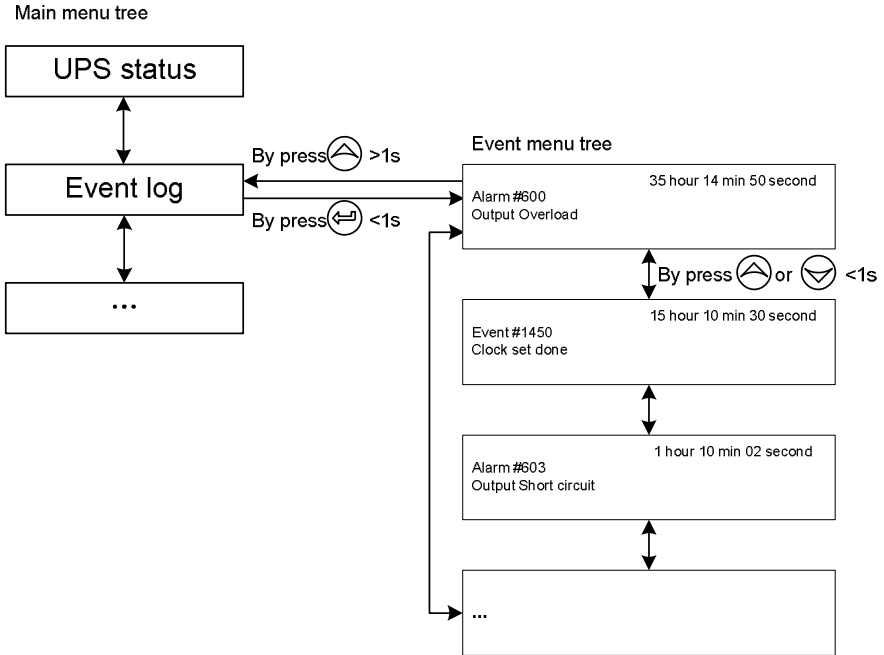 Main menu tree
UPS status
Event log
...
By press >1s
By press <1s
Event menu tree
35 hour 14 min 50 second
Alarm #600
Output Overload
By press or <1s
15 hour 10 min 30 second
Event #1450
Clock set done
1 hour 10 min 02 second
Alarm #603
Output Short circuit
...